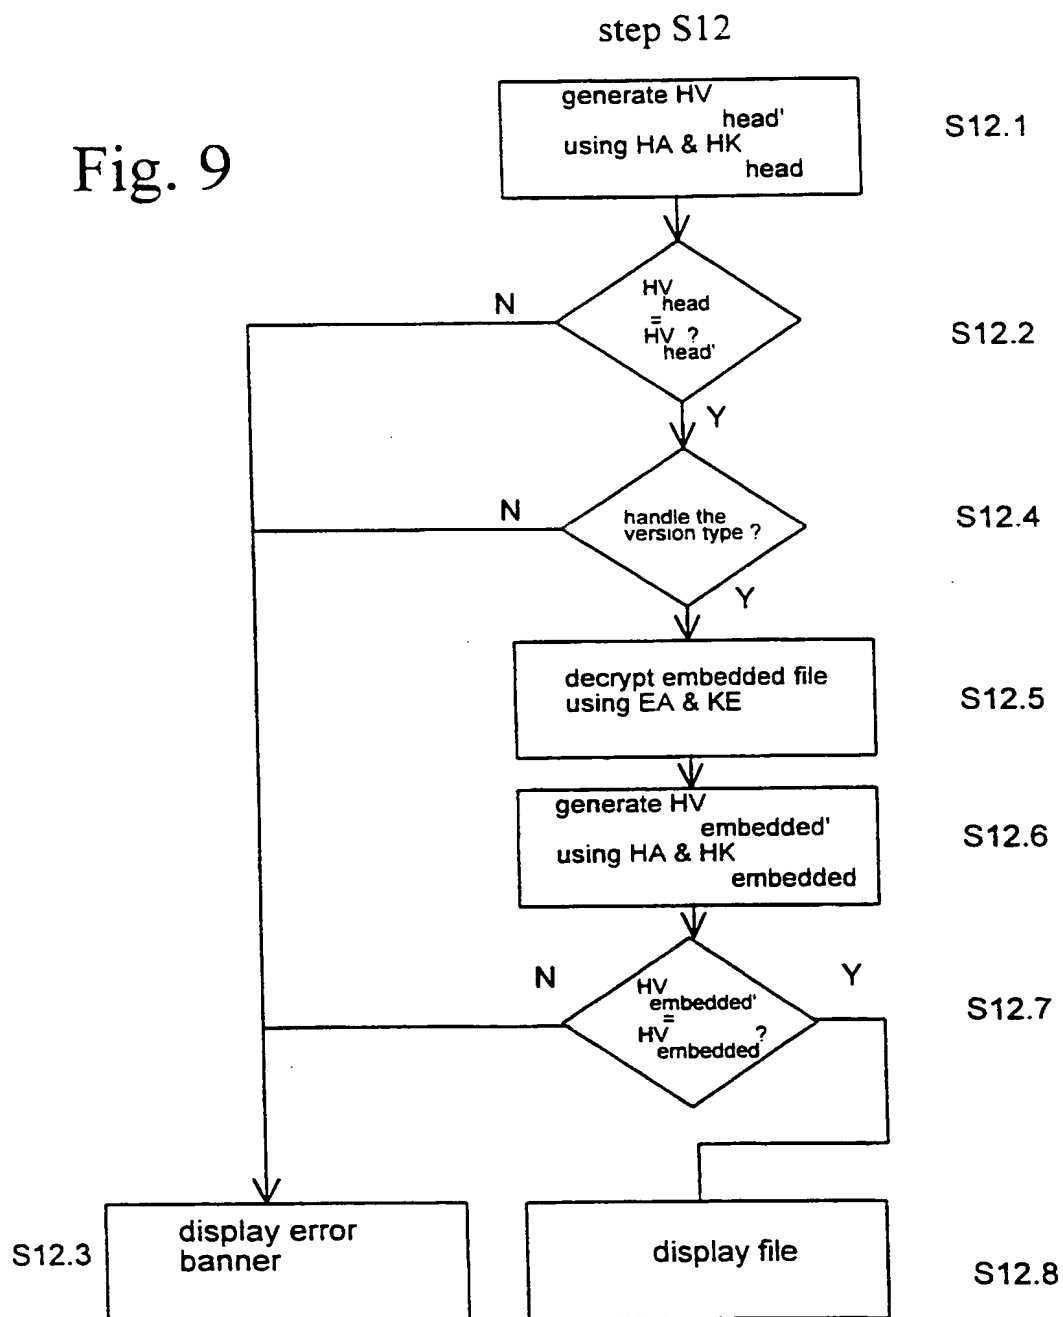 step S12
Fig. 9
generate HV
head'
using HA & HK
head
S12.1
N
HV
head
=
HV ?
head'
S12.2
Y
N
handle the
version type ?
S12.4
Y
decrypt embedded file
using EA & KE
S12.5
generate HV
embedded'
using HA & HK
embedded
S12.6
N
HV
embedded'
=
HV ?
embedded
Y
S12.7
S12.3
display error
banner
display file
S12.8